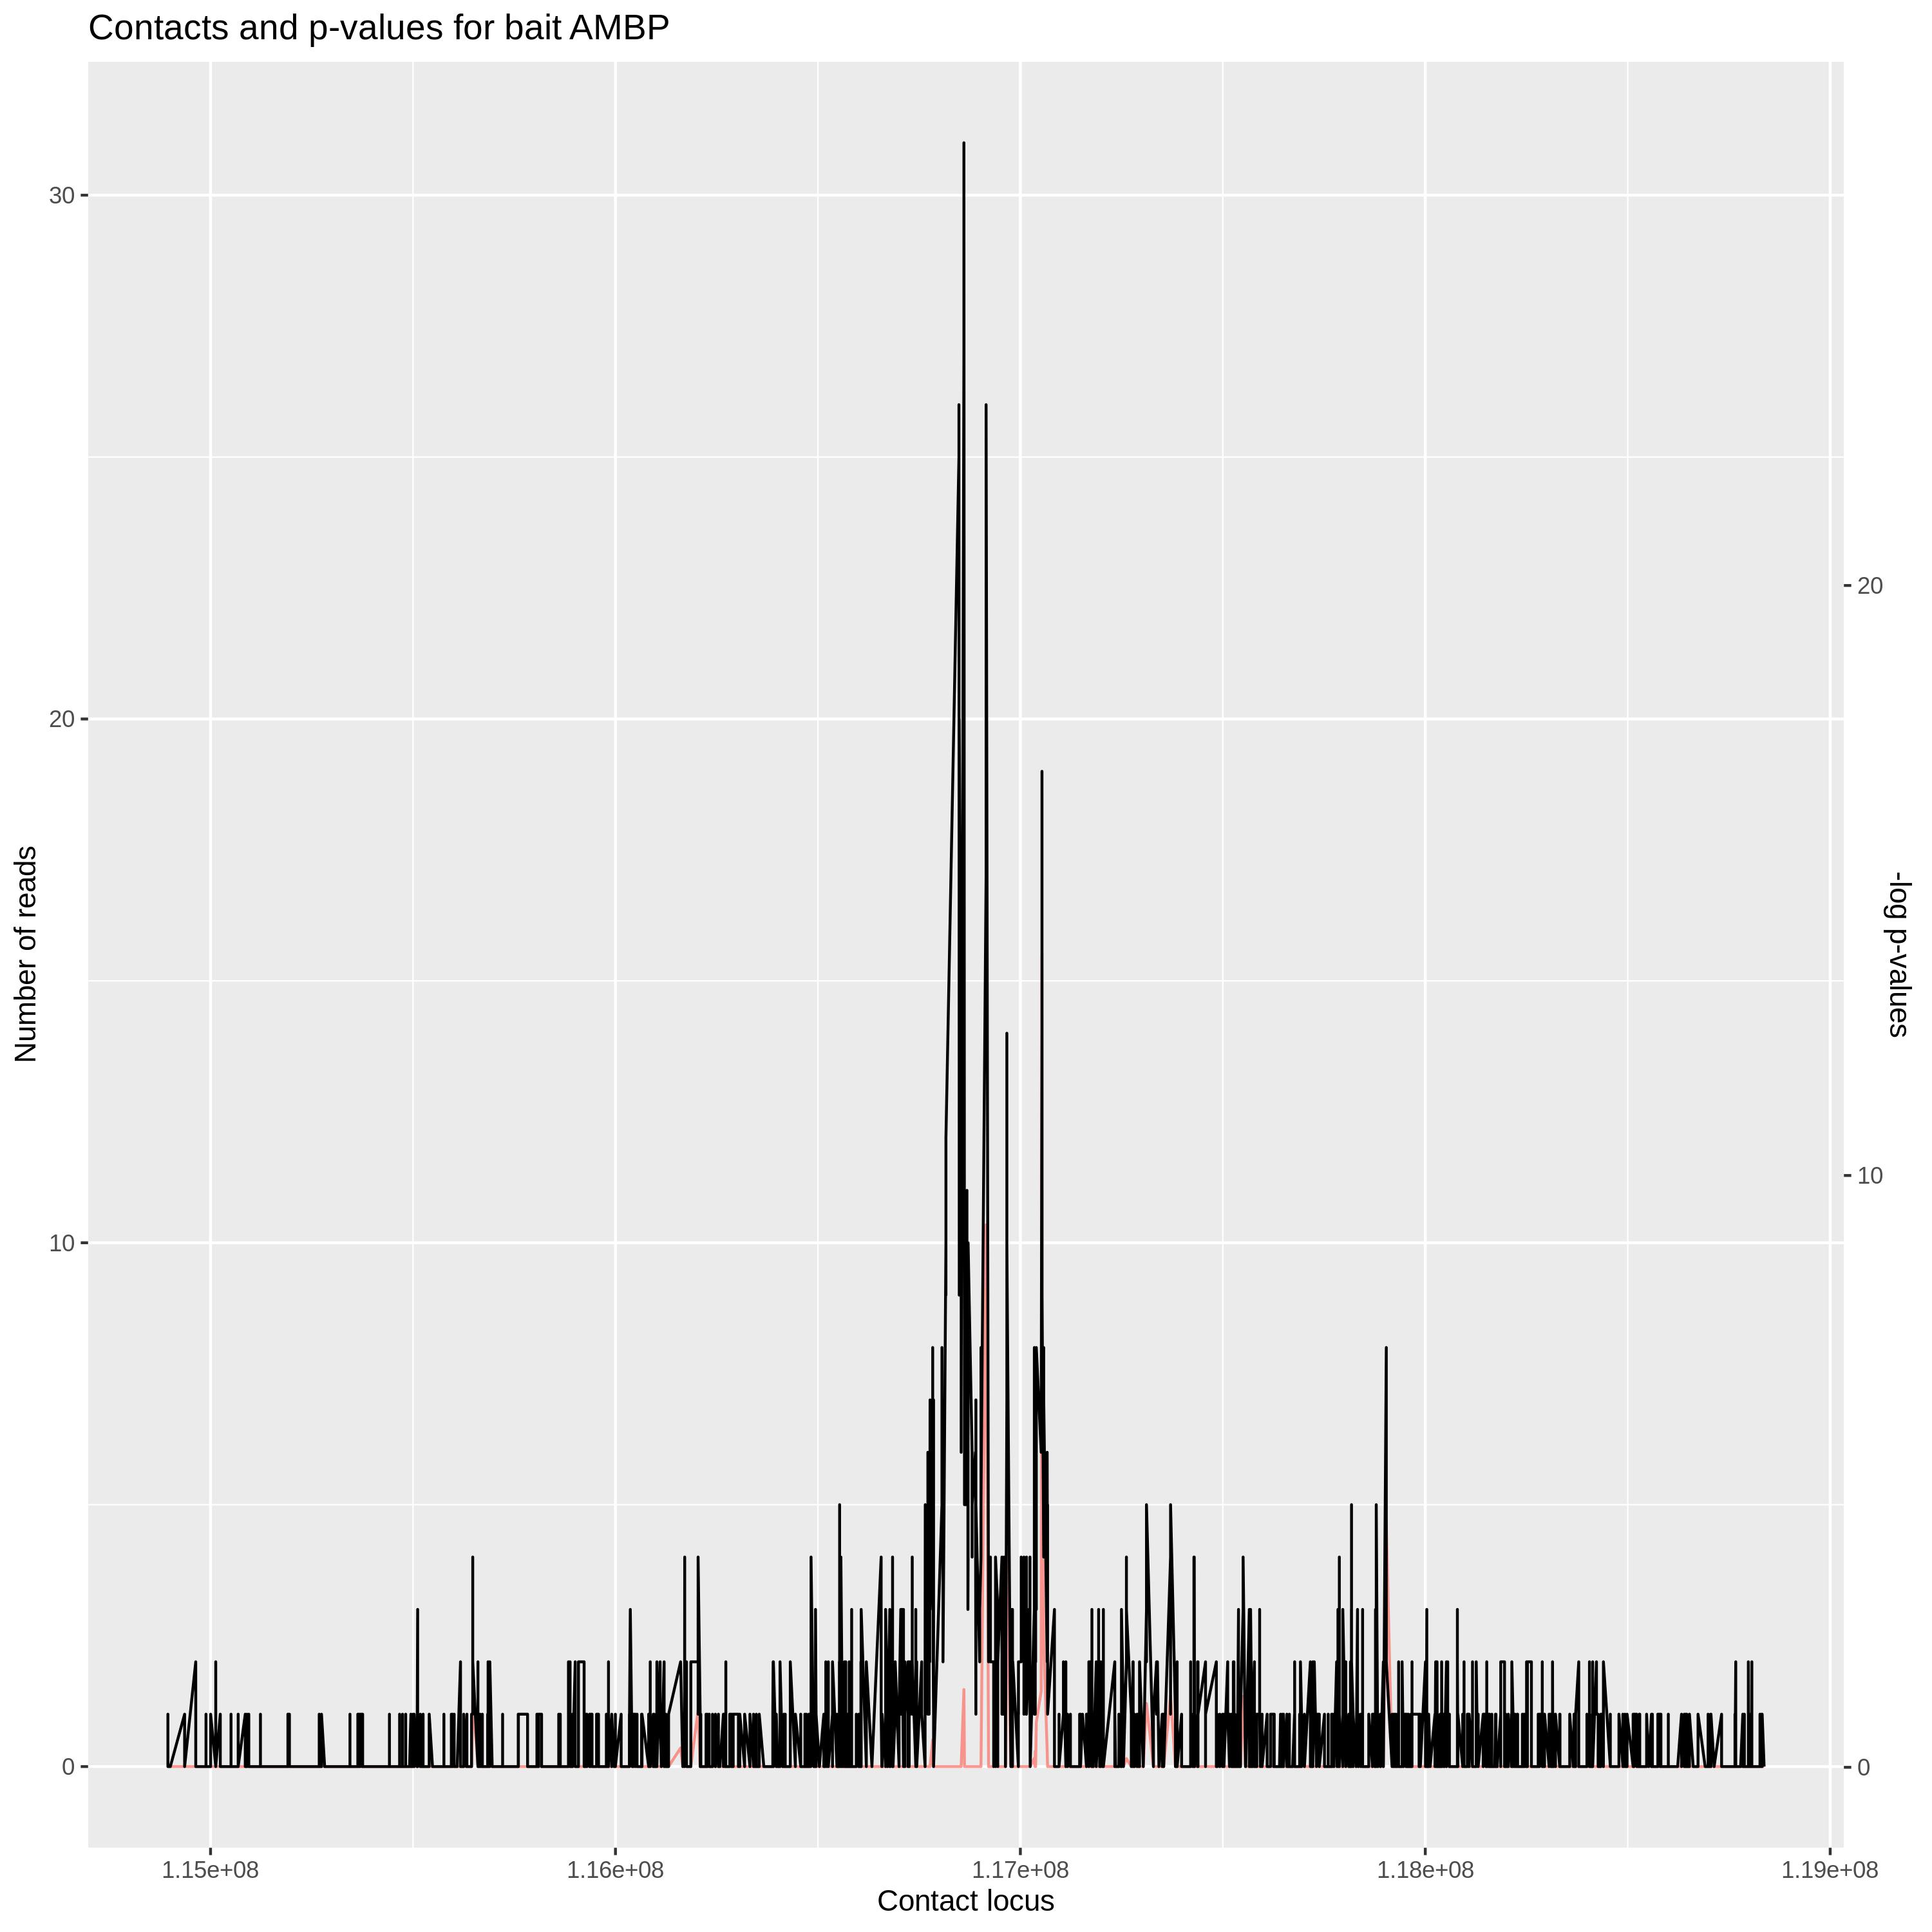 Contacts and p-values for bait AMBP
30
20
10
0
Number of reads
20
10
0
-log p-values
1.15e+08 1.16e+08 1.17e+08 1.18e+08 1.19e+08
Contact locus